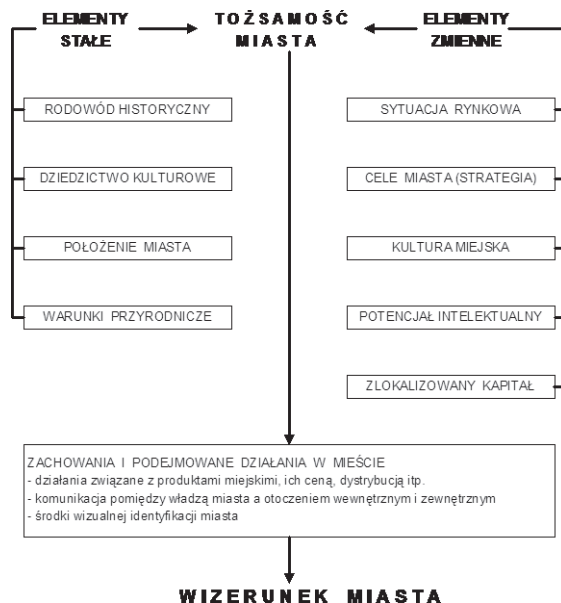 ELEMENTY
STAŁE
TOŻSAMOŚĆ
MIASTA
ELEMENTY
ZMIENNE
RODOWÓD HISTORYCZNY
DZIEDZICTWO KULTUROWE
POŁOŻENIE MIASTA
WARUNKI PRZYRODNICZE
SYTUACJA RYNKOWA
CELE MIASTA (STRATEGIA)
KULTURA MIEJSKA
POTENCJAŁ INTELEKTUALNY
ZLOKALIZOWANY KAPITAŁ
ZACHOWANIA I PODEJMOWANE DZIAŁANIA W MIEŚCIE
- działania związane z produktami miejskimi, ich ceną, dystrybucją itp.
- komunikacja pomiędzy władzą miasta a otoczeniem wewnętrznym i zewnętrznym
- środki wizualnej identyfikacji miasta
WIZERUNEK MIASTA